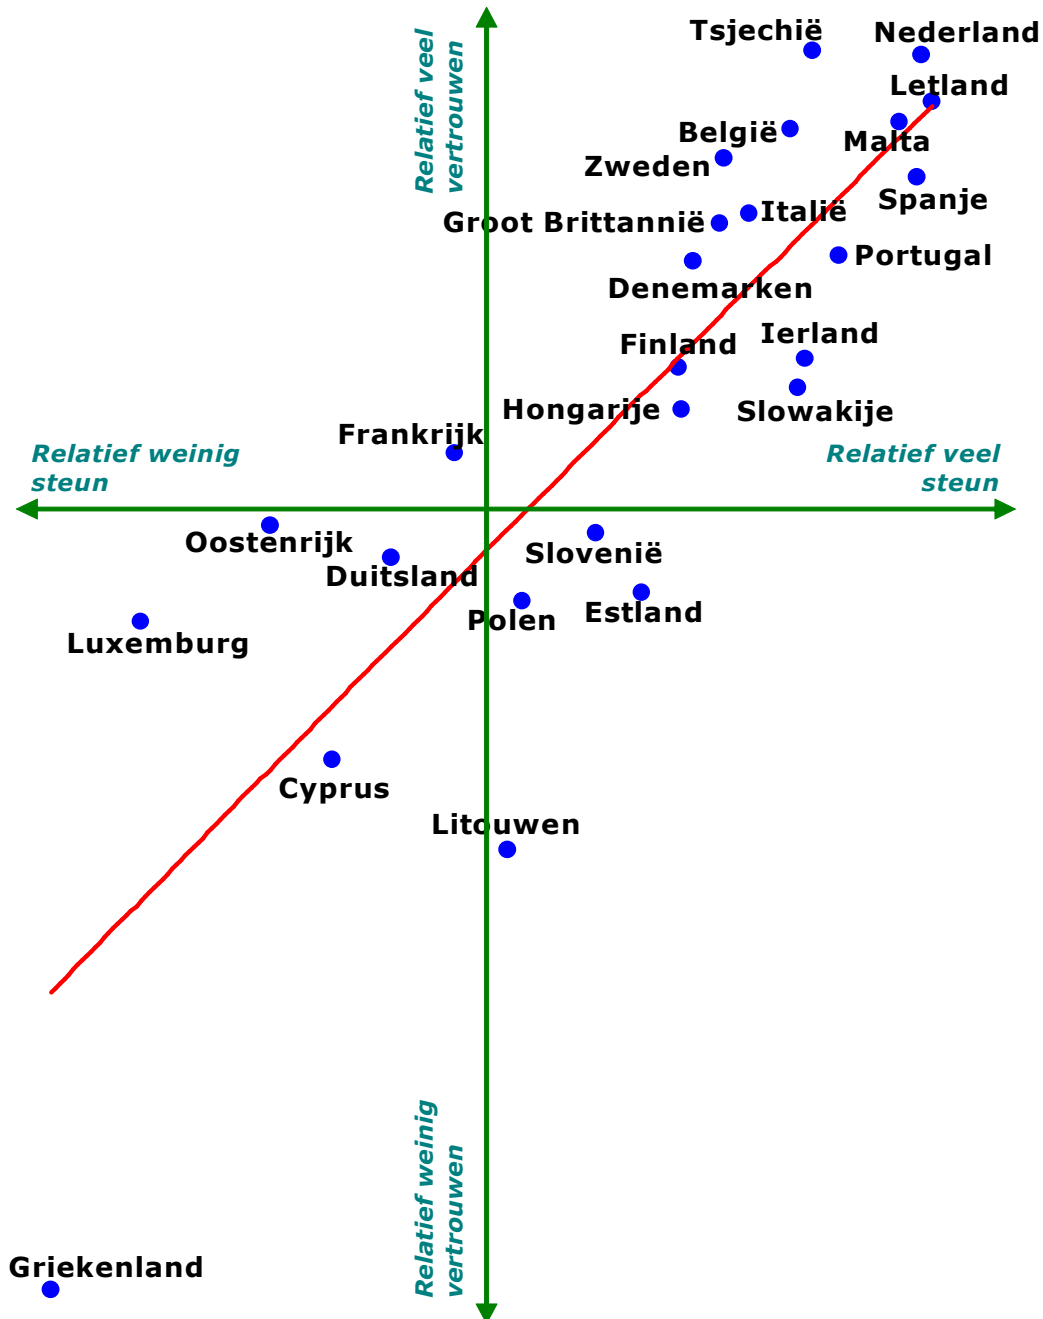 Tsjechië
Nederland
Relatief veel
vertrouwen
Letland
België
Malta
Zweden
Spanje
Groot Brittannië
Italië
Portugal
Denemarken
Finland
Ierland
Hongarije
Slowakije
Frankrijk
Relatief weinig
steun
Relatief veel
steun
Oostenrijk
Slovenië
Duitsland
Polen
Estland
Luxemburg
Cyprus
Litouwen
Relatief weinig
vertrouwen
Griekenland